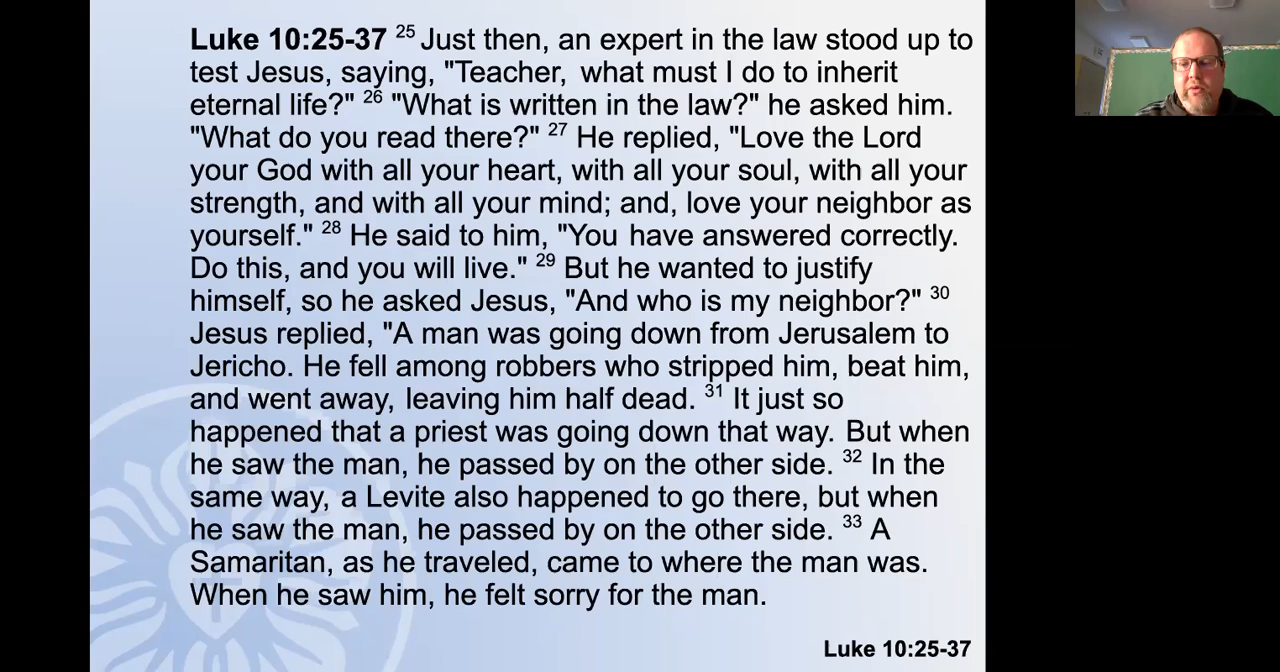 Luke 10:25-37 25 Just then, an expert in the law stood up to
test Jesus, saying, "Teacher, what must I do to inherit
eternal life?" 26 "What is written in the law?" he asked him.
"What do you read there?" 27 He replied, "Love the Lord
your God with all your heart, with all your soul, with all your
strength, and with all your mind; and, love your neighbor as
yourself." 28 He said to him, "You have answered correctly.
Do this, and you will live." 29 But he wanted to justify
himself, so he asked Jesus, "And who is my neighbor?" 30
Jesus replied, "A man was going down from Jerusalem to
Jericho. He fell among robbers who stripped him, beat him,
and went away, leaving him half dead. 31 It just so
happened that a priest was going down that way. But when
he saw the man, he passed by on the other side. 32 In the
same way, a Levite also happened to go there, but when
he saw the man, he passed by on the other side. 33 A
Samaritan, as he traveled, came to where the man was.
When he saw him, he felt sorry for the man.
Luke 10:25-37